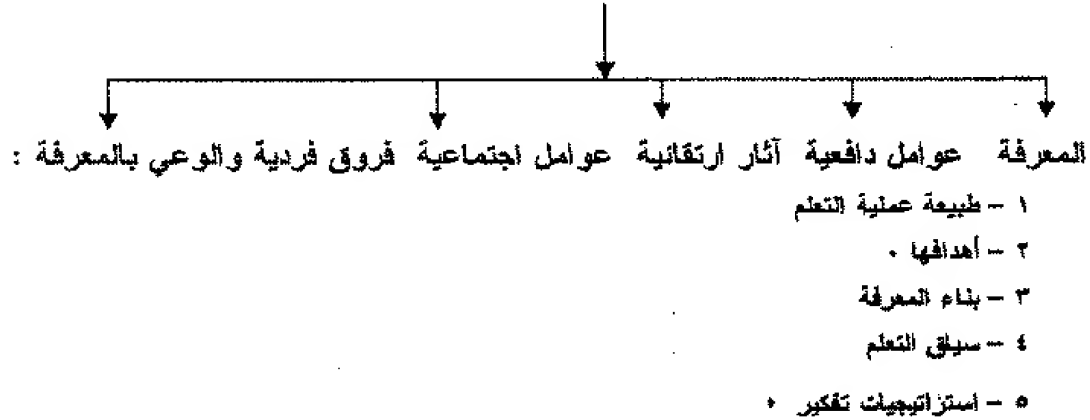 المعرفة عوامل دافعية آثار ارتقائية عوامل اجتماعية فروق فردية والوعي بالمعرفة :
١ – طبيعة عملية التعلم
٢ – أهدافها .
٣ – بناء المعرفة
٤ – سياق التعلم
٥ – استراتيجيات تفكير .